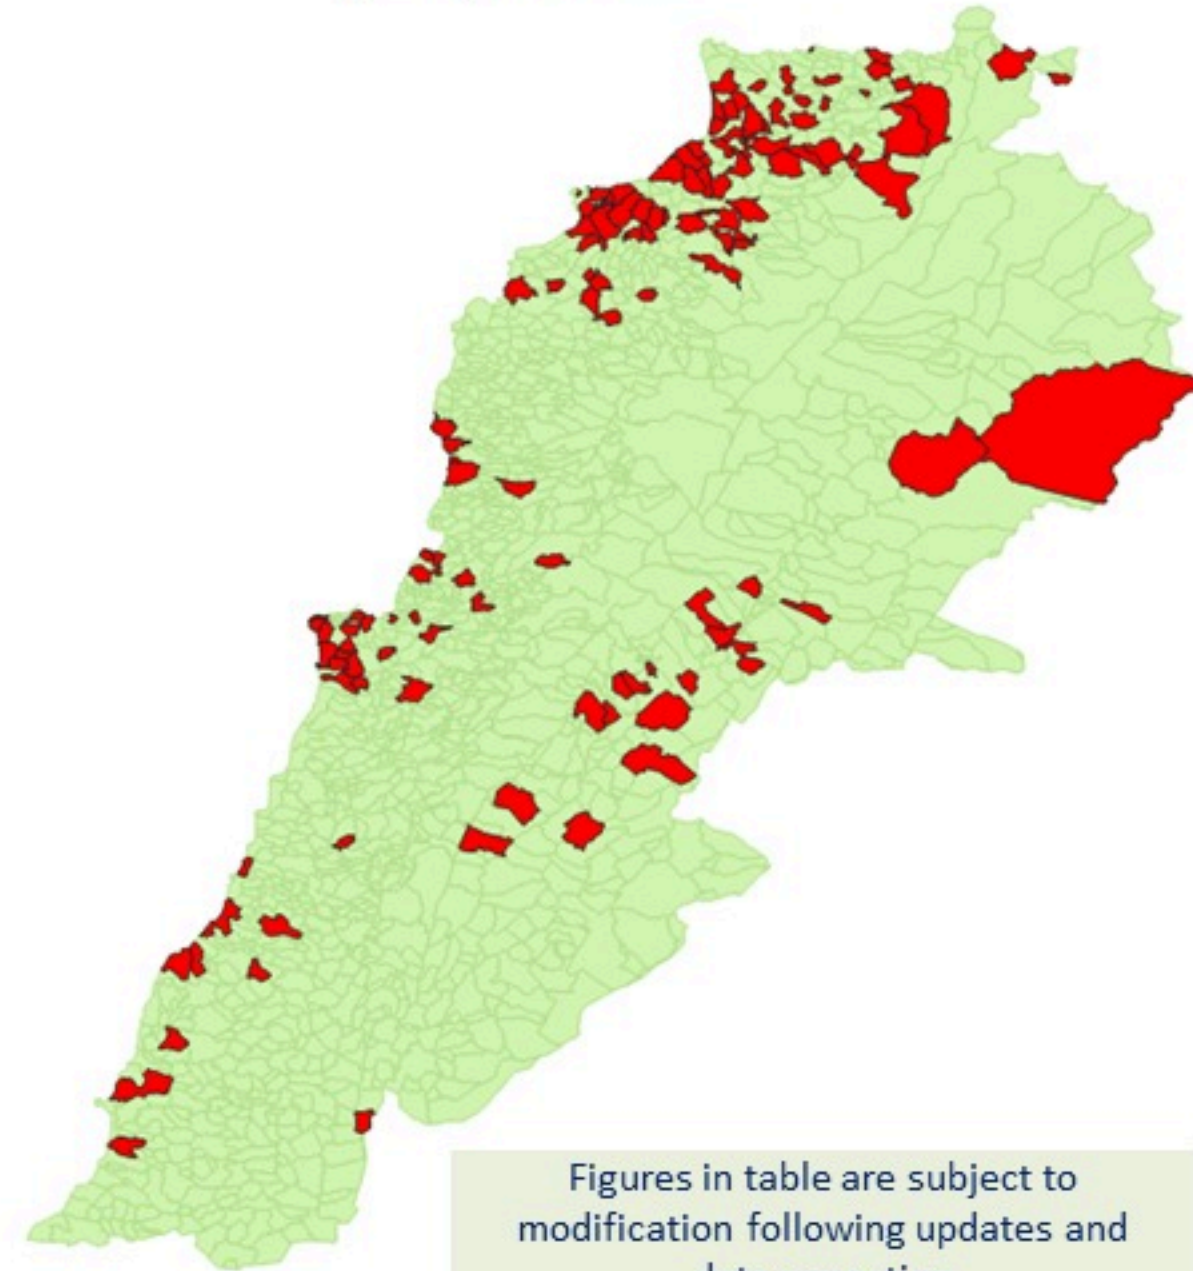 Figures in table are subject to
modification following updates and